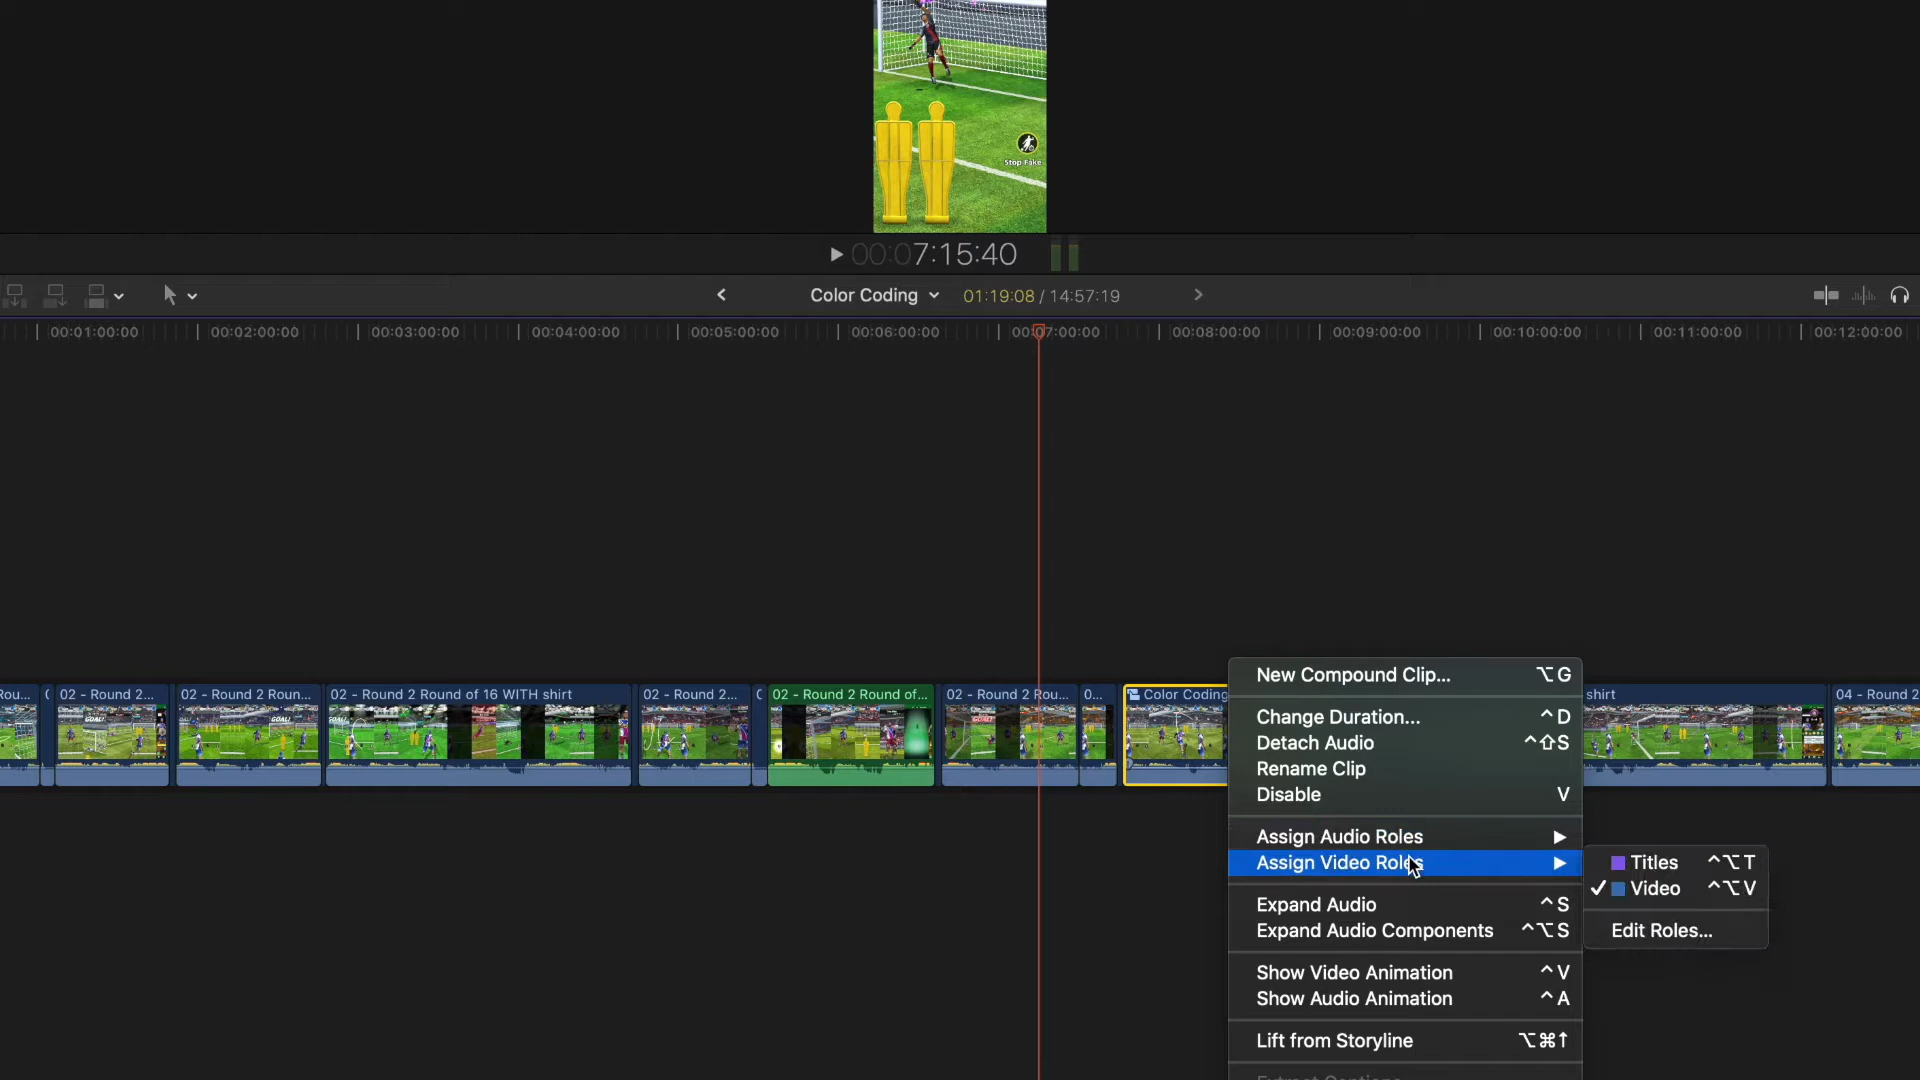 Stop Fake
00:07:15:40
Color Coding
01:19:08 / 14:57:19
00:01:00:00
00:02:00:00
00:03:00:00
00:04:00:00
00:05:00:00
00:06:00:00
00:07:00:00
00:08:00:00
00:09:00:00
00:10:00:00
00:11:00:00
00:12:00:00
Rou...
02 - Round 2...
02 - Round 2 Roun...
02 - Round 2 Round of 16 WITH shirt
02 - Round 2...
02 - Round 2 Round of...
02 - Round 2 Rou...
0...
Color Coding
shirt
04 - Round 2
New Compound Clip... ⌥G
Change Duration... ^D
Detach Audio ^⇧S
Rename Clip
Disable V
Assign Audio Roles ▶
Assign Video Roles ▶
Titles ^⌥T
✓ Video ^⌥V
Edit Roles...
Expand Audio ^S
Expand Audio Components ^⌥S
Show Video Animation ^V
Show Audio Animation ^A
Lift from Storyline ⌥⌘↑